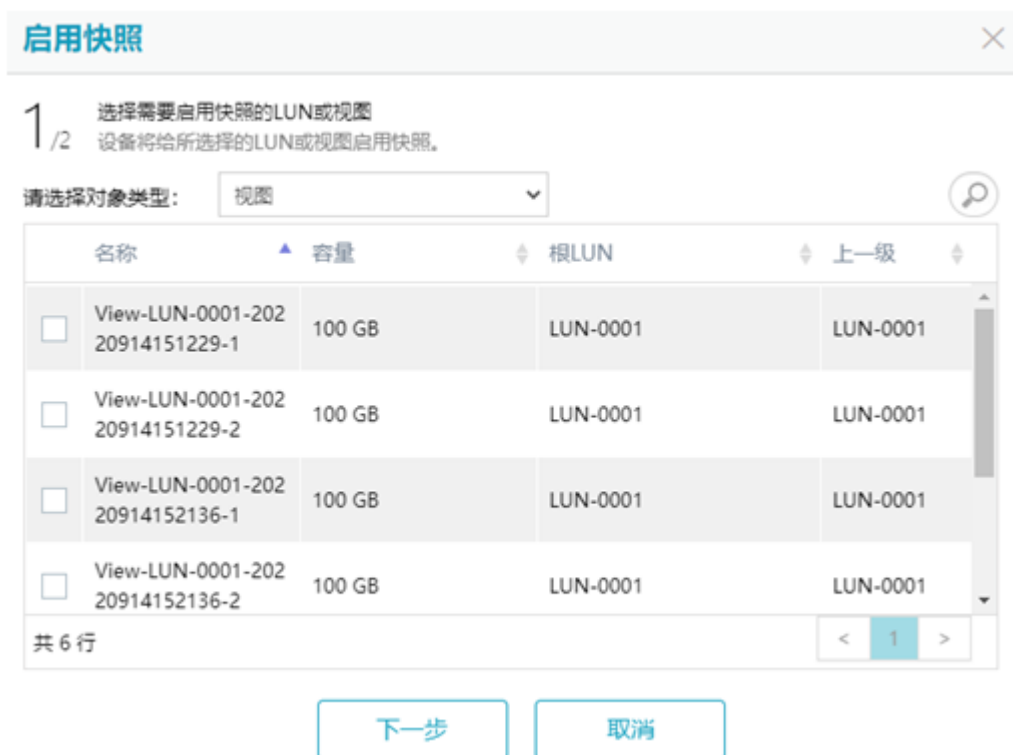 启用快照
1/2 选择需要启用快照的LUN或视图
设备将给所选择的LUN或视图启用快照。
请选择对象类型： 视图
名称 容量 根LUN 上一级
View-LUN-0001-202
20914151229-1 100 GB LUN-0001 LUN-0001
View-LUN-0001-202
20914151229-2 100 GB LUN-0001 LUN-0001
View-LUN-0001-202
20914152136-1 100 GB LUN-0001 LUN-0001
View-LUN-0001-202
20914152136-2 100 GB LUN-0001 LUN-0001
共 6 行 < 1 >
下一步 取消